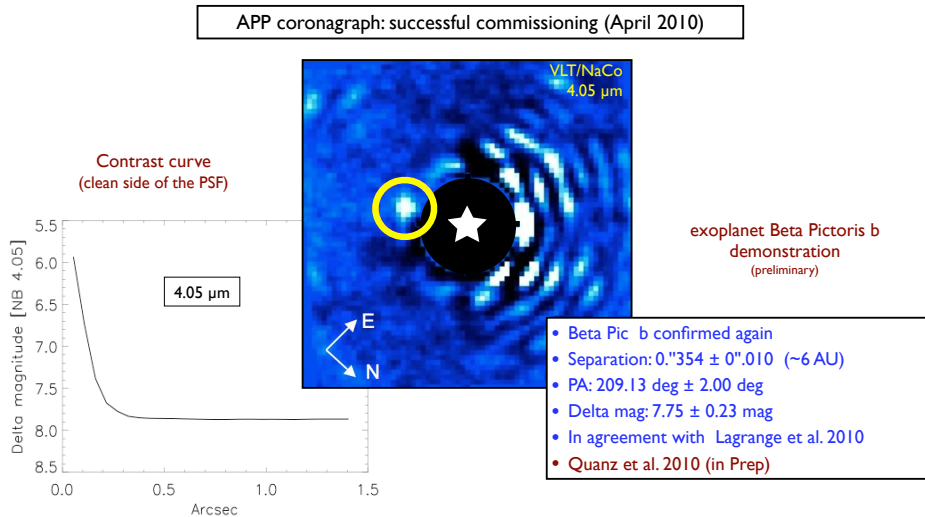 APP coronagraph: successful commissioning (April 2010)
VLT/NaCo
4.05 µm
Contrast curve
(clean side of the PSF)
exoplanet Beta Pictoris b
demonstration
(preliminary)
5.5
6.0
6.5
7.0
7.5
8.0
8.5
Delta magnitude [NB 4.05]
4.05 µm
0.0
0.5
1.0
1.5
Arcsec
E
N
• Beta Pic b confirmed again
• Separation: 0."354 ± 0".010 (~6 AU)
• PA: 209.13 deg ± 2.00 deg
• Delta mag: 7.75 ± 0.23 mag
• In agreement with Lagrange et al. 2010
• Quanz et al. 2010 (in Prep)